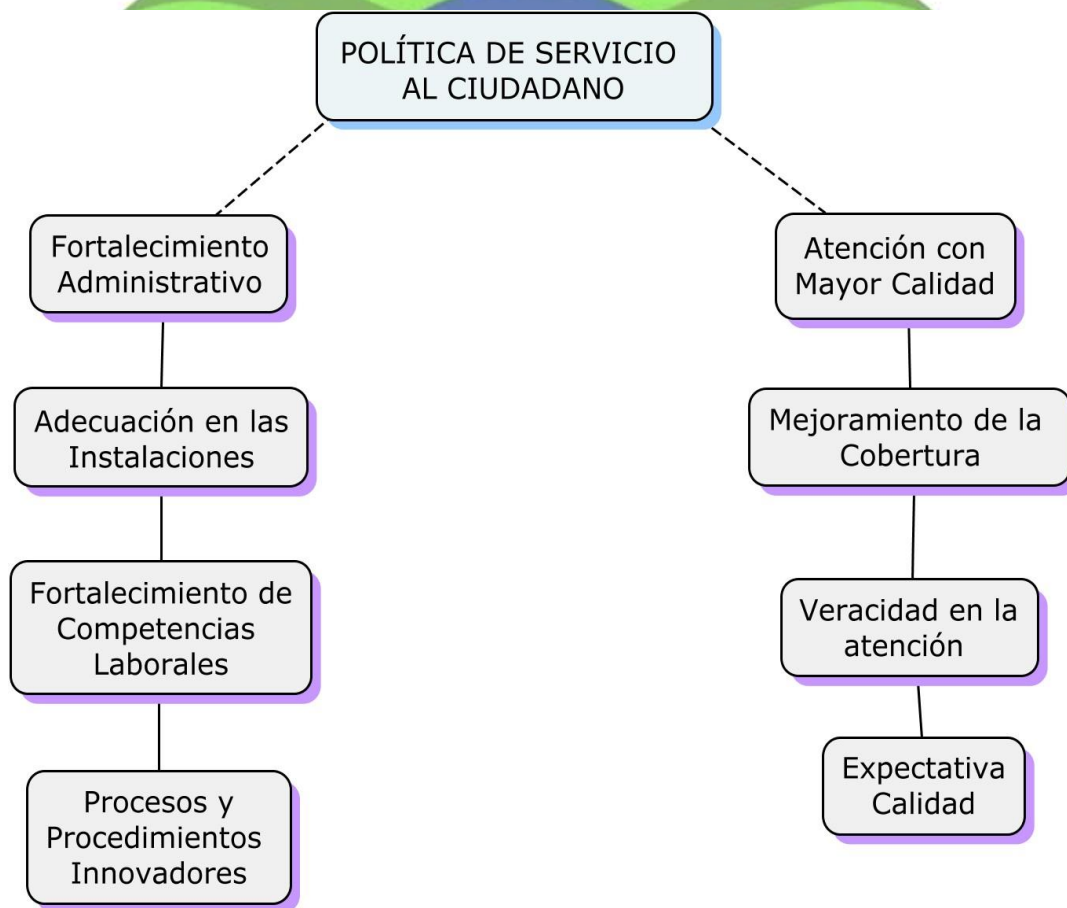 POLÍTICA DE SERVICIO
AL CIUDADANO
Fortalecimiento
Administrativo
Adecuación en las
Instalaciones
Fortalecimiento de
Competencias
Laborales
Procesos y
Procedimientos
Innovadores
Atención con
Mayor Calidad
Mejoramiento de la
Cobertura
Veracidad en la
atención
Expectativa
Calidad